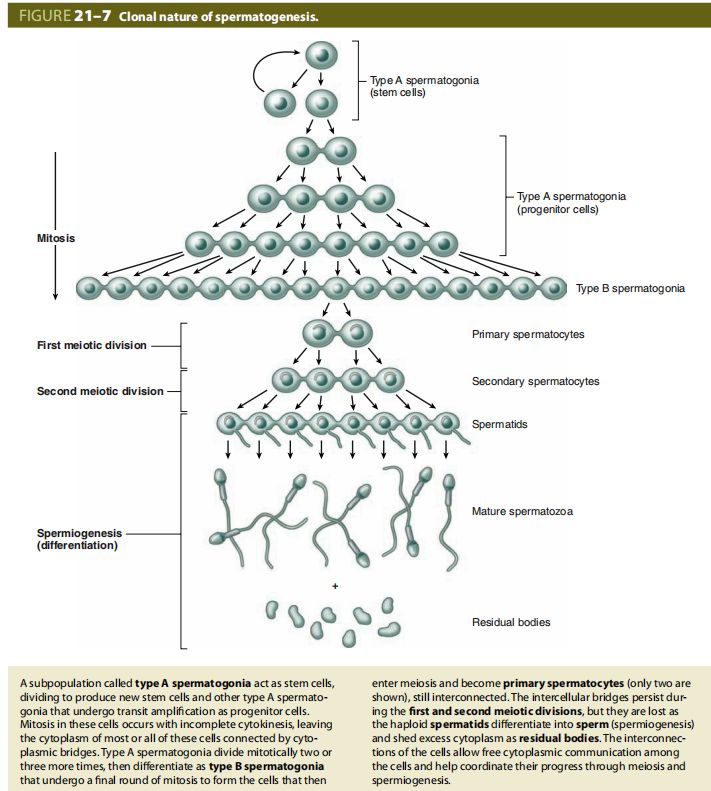 FIGURE 21–7 Clonal nature of spermatogenesis.
Type A spermatogonia
(stem cells)
Type A spermatogonia
(progenitor cells)
Mitosis
Type B spermatogonia
First meiotic division
Primary spermatocytes
Second meiotic division
Secondary spermatocytes
Spermatids
Mature spermatozoa
Spermiogenesis
(differentiation)
+
Residual bodies
A subpopulation called type A spermatogonia act as stem cells,
dividing to produce new stem cells and other type A spermato-
gonia that undergo transit amplification as progenitor cells.
Mitosis in these cells occurs with incomplete cytokinesis, leaving
the cytoplasm of most or all of these cells connected by cyto-
plasmic bridges. Type A spermatogonia divide mitotically two or
three more times, then differentiate as type B spermatogonia
that undergo a final round of mitosis to form the cells that then
enter meiosis and become primary spermatocytes (only two are
shown), still interconnected. The intercellular bridges persist dur-
ing the first and second meiotic divisions, but they are lost as
the haploid spermatids differentiate into sperm (spermiogenesis)
and shed excess cytoplasm as residual bodies. The interconnec-
tions of the cells allow free cytoplasmic communication among
the cells and help coordinate their progress through meiosis and
spermiogenesis.